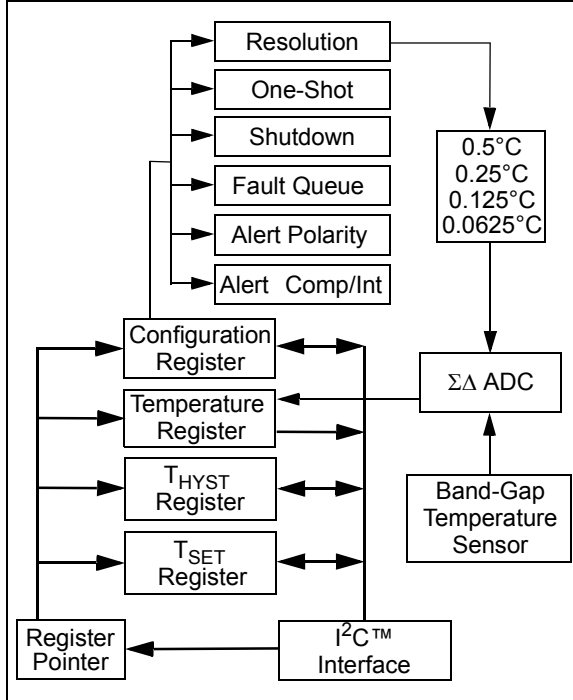 Resolution
One-Shot
Shutdown
Fault Queue
Alert Polarity
Alert Comp/Int
0.5°C
0.25°C
0.125°C
0.0625°C
Configuration
Register
Temperature
Register
THYST
Register
TSET
Register
Register
Pointer
I²C™
Interface
ΣΔ ADC
Band-Gap
Temperature
Sensor